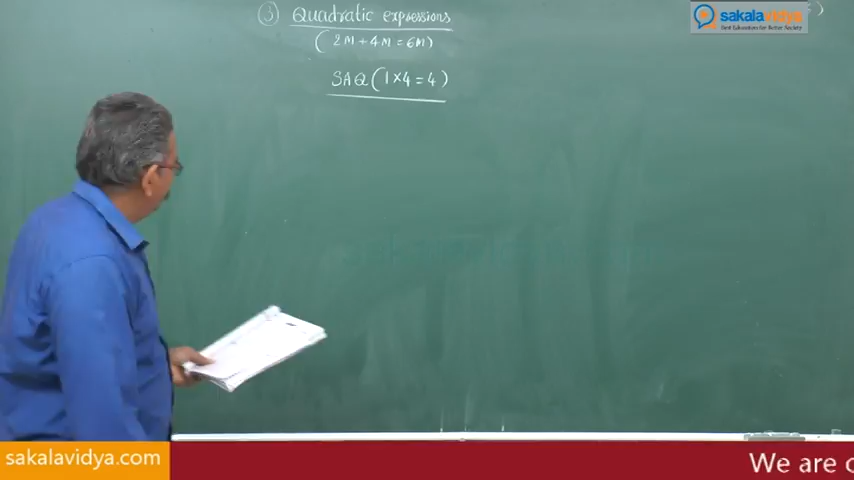 ③ Quadratic expressions
(2M + 4M = 6M)
SAQ (1 × 4 = 4)
sakalavidya
Best Educators for Better Society
sakalavidya.com
We are